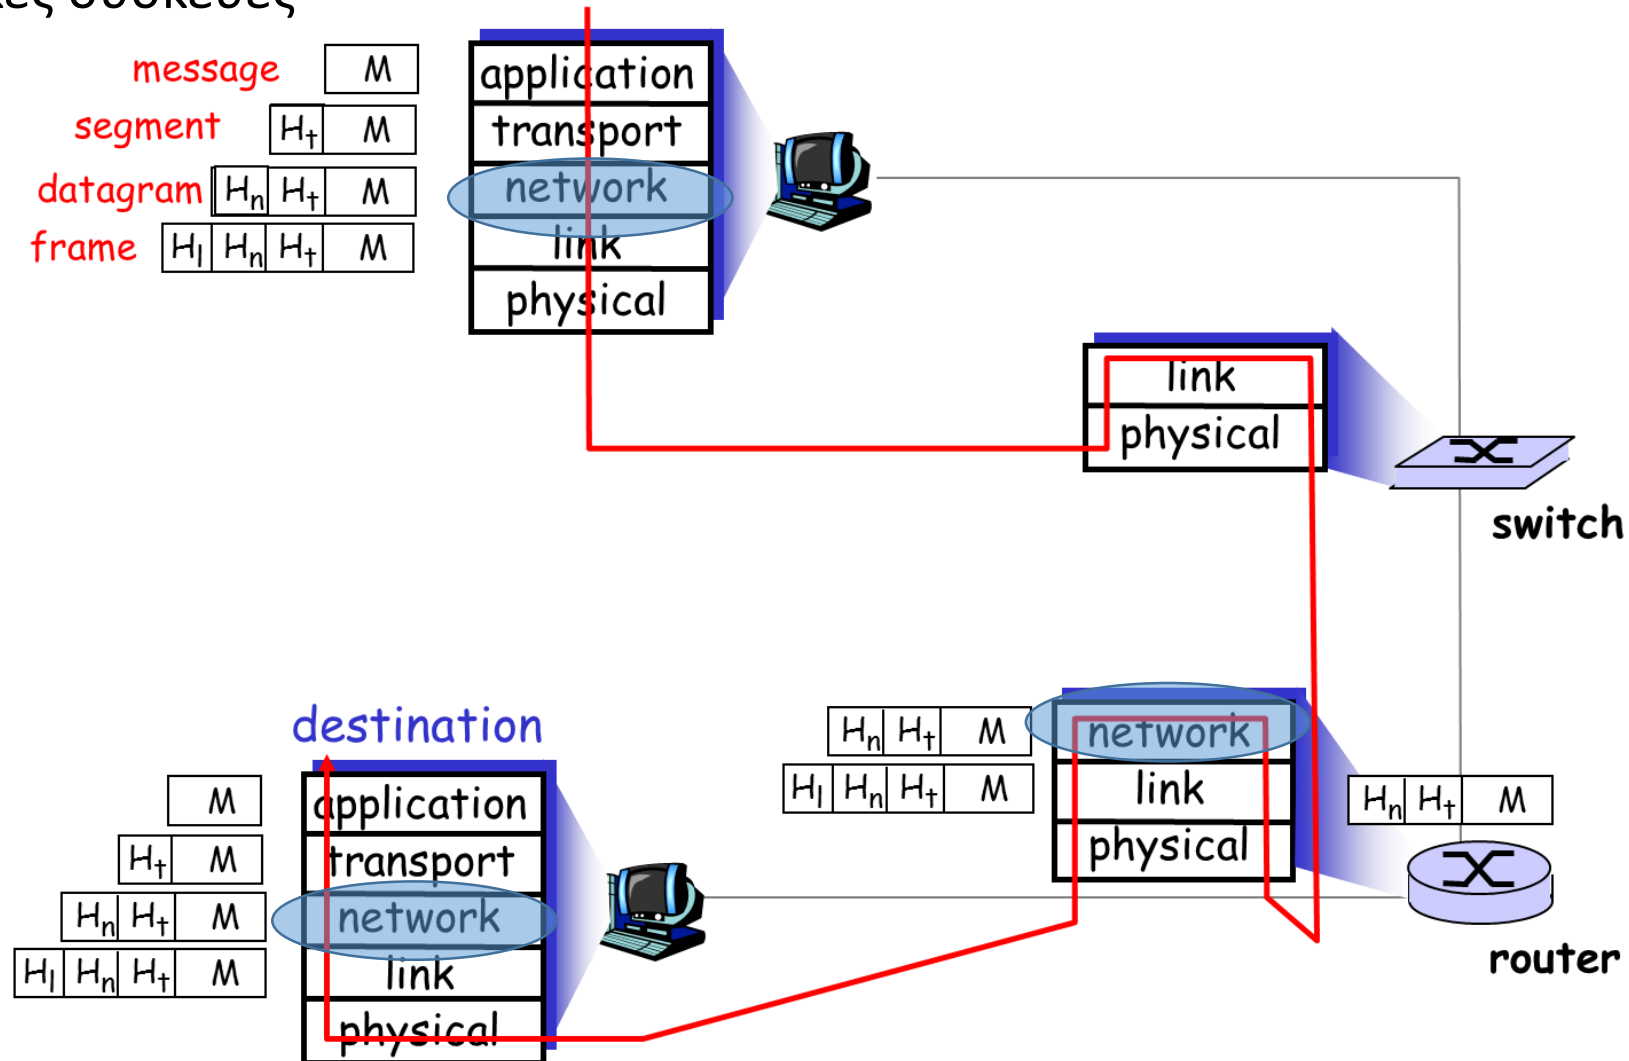 συσκευές
message M
segment Ht M
datagram Hn Ht M
frame Hl Hn Ht M
application
transport
network
link
physical
link
physical
switch
destination
M
Ht M
Hn Ht M
Hl Hn Ht M
application
transport
network
link
physical
Hn Ht M
Hl Hn Ht M
network
link
physical
Hn Ht M
router